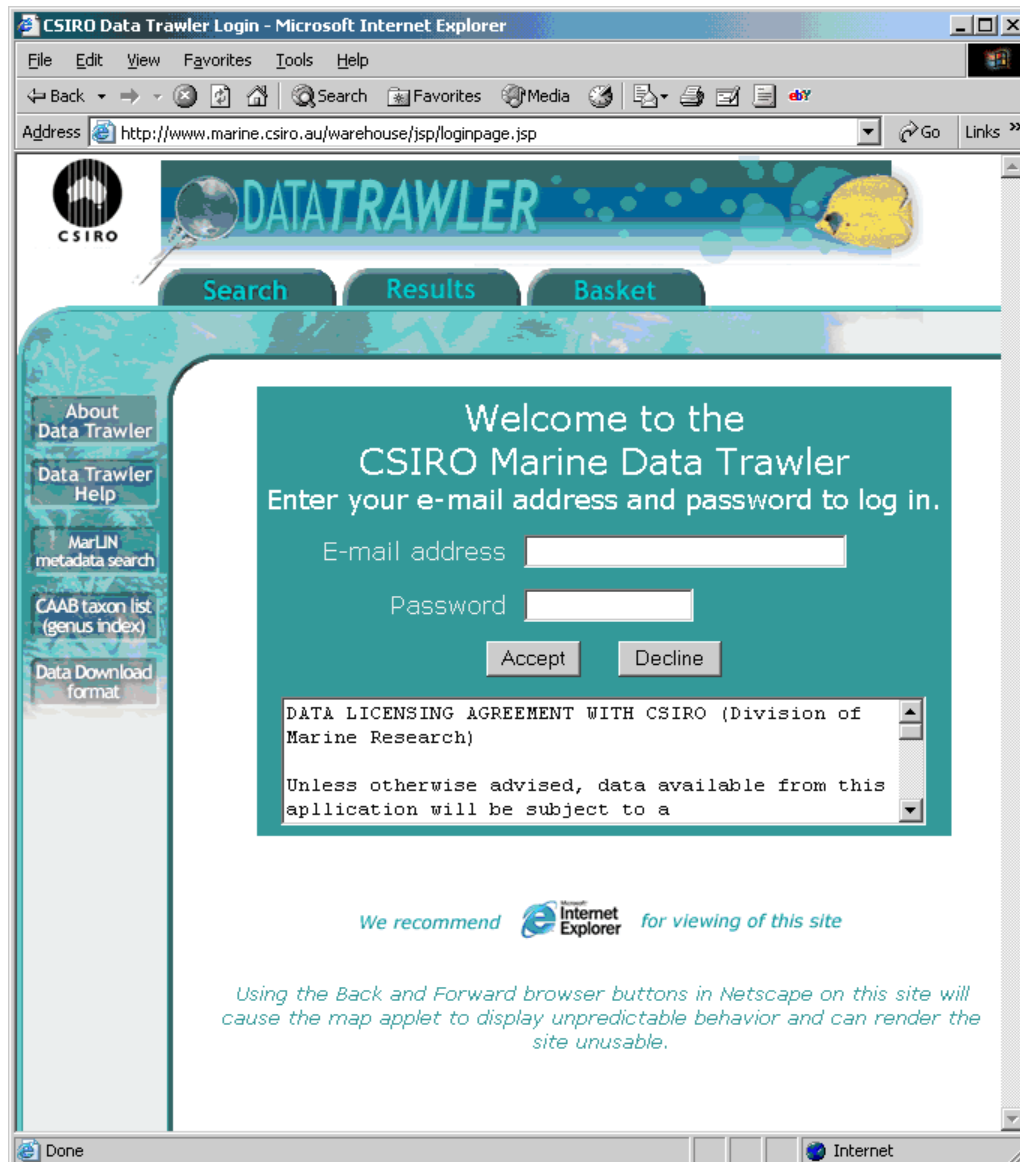 CSIRO Data Trawler Login - Microsoft Internet Explorer
File Edit View Favorites Tools Help
Back Search Favorites Media ebY
Address http://www.marine.csiro.au/warehouse/jsp/loginpage.jsp Go Links »
CSIRO
DATATRAWLER
Search Results Basket
About
Data Trawler
Data Trawler
Help
MarLIN
metadata search
CAAB taxon list
(genus index)
Data Download
format
Welcome to the
CSIRO Marine Data Trawler
Enter your e-mail address and password to log in.
E-mail address
Password
Accept Decline
DATA LICENSING AGREEMENT WITH CSIRO (Division of
Marine Research)
Unless otherwise advised, data available from this
apllication will be subject to a
We recommend Microsoft Internet Explorer for viewing of this site
Using the Back and Forward browser buttons in Netscape on this site will
cause the map applet to display unpredictable behavior and can render the
site unusable.
Done Internet